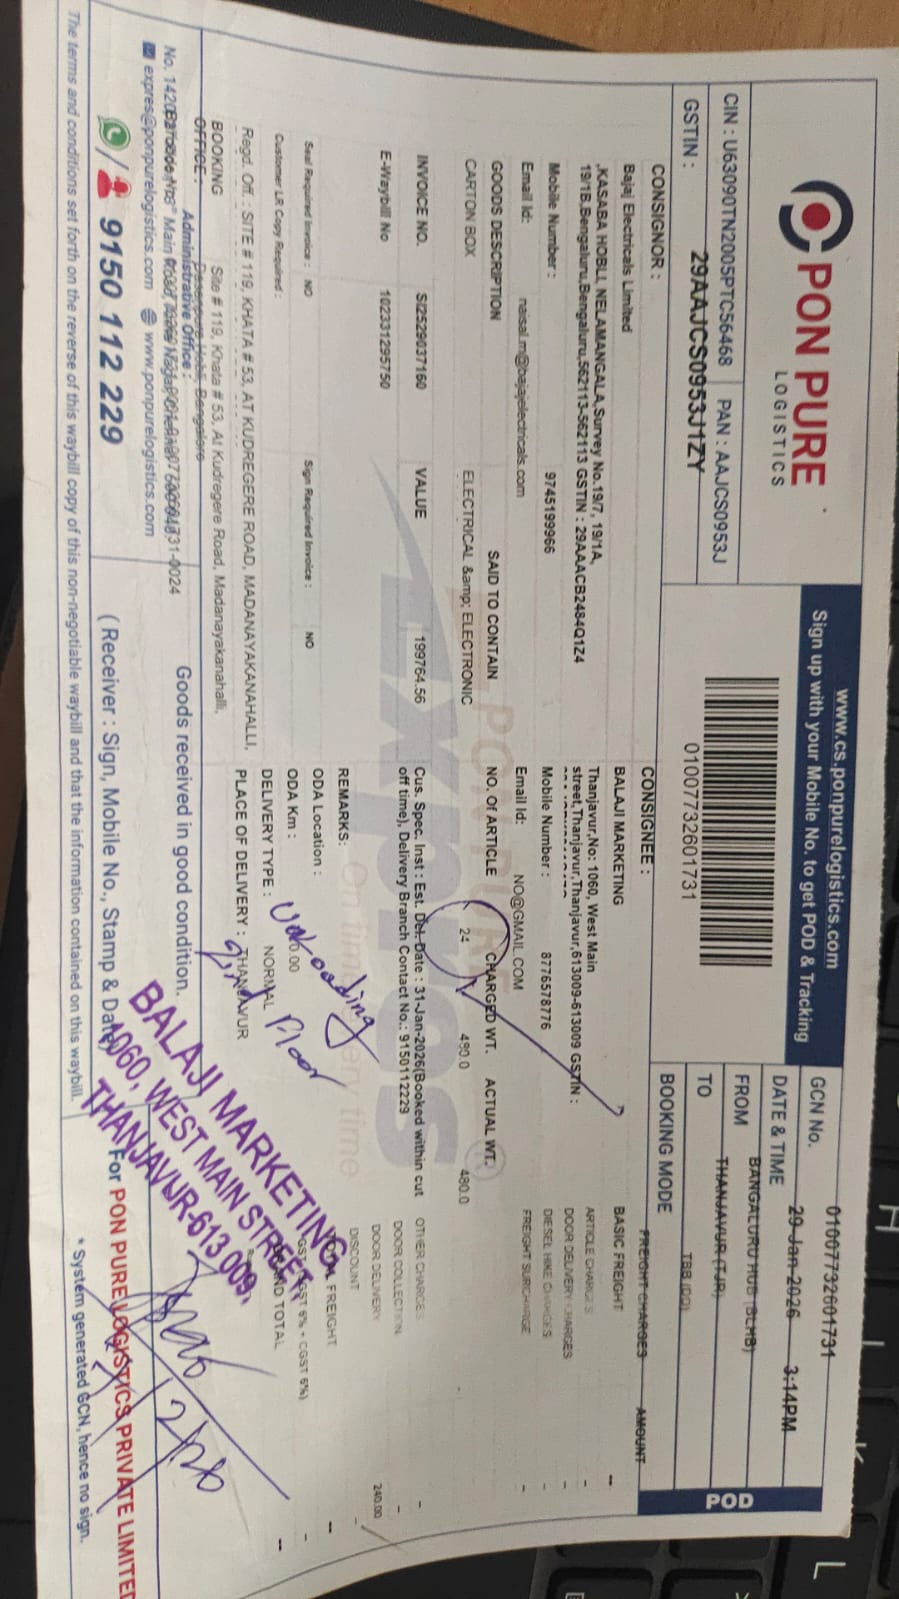 PON PURE
LOGISTICS
CIN : U63090TN2005PTC56468 PAN : AAJCS0953J
GSTIN : 29AAJCS0953J1ZY
www.cs.ponpurelogistics.com
Sign up with your Mobile No. to get POD & Tracking
01007732601731
GCN No. 01007732601731
DATE & TIME 29-Jan-2026 3:14PM
FROM BANGALURU HUB (BLHB)
TO THANJAVUR (TJR)
BOOKING MODE TBB (DD)
POD
CONSIGNOR :
Bajaj Electricals Limited
,KASABA HOBLI, NELAMANGALA,Survey No.19/7, 19/1A,
19/1B,Bengaluru,Bengaluru,562113-562113 GSTIN : 29AAACB2484Q1Z4
Mobile Number : 9745199966
Email Id: naisal.m@bajajelectricals.com
CONSIGNEE :
BALAJI MARKETING
Thanjavur,No: 1060, West Main
street,Thanjavur,Thanjavur,613009-613009 GSTIN :
Mobile Number : 8776578776
Email Id: NO@GMAIL.COM
GOODS DESCRIPTION SAID TO CONTAIN NO. Of ARTICLE CHARGED WT. ACTUAL WT.
CARTON BOX ELECTRICAL &amp; ELECTRONIC 24 480.0 480.0
INVOICE NO. SI2529037160 VALUE 199764.56
E-Waybill No 102331295750
Cus. Spec. Inst : Est. Del. Date : 31-Jan-2026(Booked within cut
off time), Delivery Branch Contact No.: 9150112229
REMARKS:
ODA Location :
ODA Km : 0.00
DELIVERY TYPE : NORMAL
PLACE OF DELIVERY : THANJAVUR
Unloading
Floor
Seal Required Invoice : NO Sign Required Invoice : NO
Customer LR Copy Required :
FREIGHT CHARGES AMOUNT
BASIC FREIGHT --
ARTICLE CHARGES -
DOOR DELIVERY CHARGES -
DIESEL HIKE CHARGES -
FREIGHT SURCHARGE -
OTHER CHARGES -
DOOR COLLECTION -
DOOR DELIVERY 240.00
DISCOUNT -
FREIGHT --
GST 6% + CGST 6%) -
TOTAL --
Regd. Off. : SITE # 119, KHATA # 53, AT KUDREGERE ROAD, MADANAYAKANAHALLI,
BOOKING Site # 119, Khata # 53, At Kudregere Road, Madanayakanahalli,
OFFICE :
Administrative Office :
expres@ponpurelogistics.com www.ponpurelogistics.com
9150 112 229
Goods received in good condition.
( Receiver : Sign, Mobile No., Stamp & Date)
BALAJI MARKETING
1060, WEST MAIN STREET,
THANJAVUR-613 009.
For PON PURE LOGISTICS PRIVATE LIMITED
* System generated GCN, hence no sign.
The terms and conditions set forth on the reverse of this waybill copy of this non-negotiable waybill and that the information contained on this waybill.